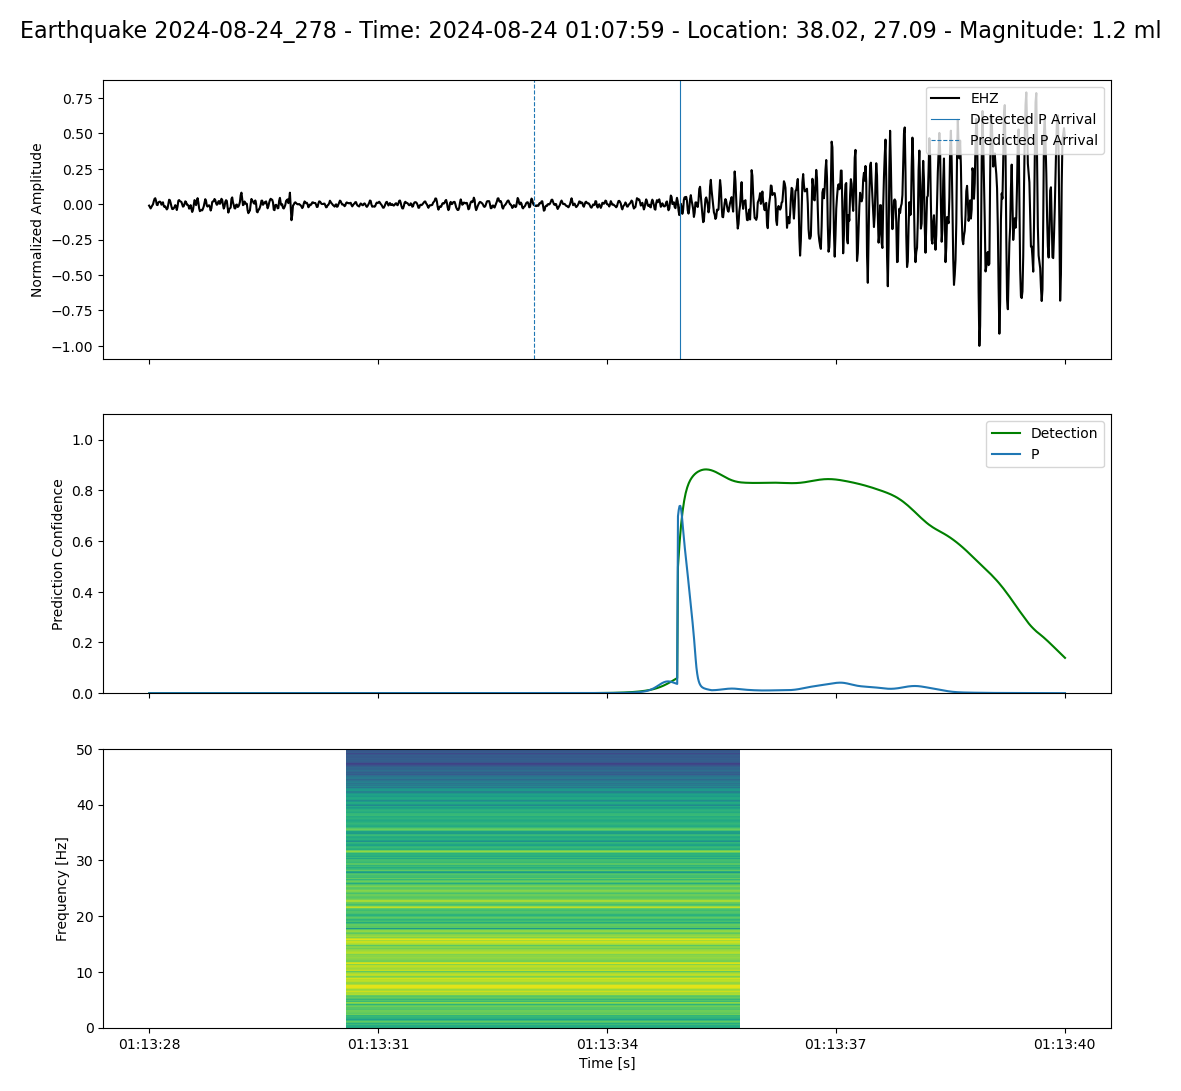 Earthquake 2024-08-24_278 - Time: 2024-08-24 01:07:59 - Location: 38.02, 27.09 - Magnitude: 1.2 ml
Normalized Amplitude
0.75
0.50
0.25
0.00
−0.25
−0.50
−0.75
−1.00
EHZ
Detected P Arrival
Predicted P Arrival
Prediction Confidence
1.0
0.8
0.6
0.4
0.2
0.0
Detection
P
Frequency [Hz]
50
40
30
20
10
0
01:13:28
01:13:31
01:13:34
01:13:37
01:13:40
Time [s]